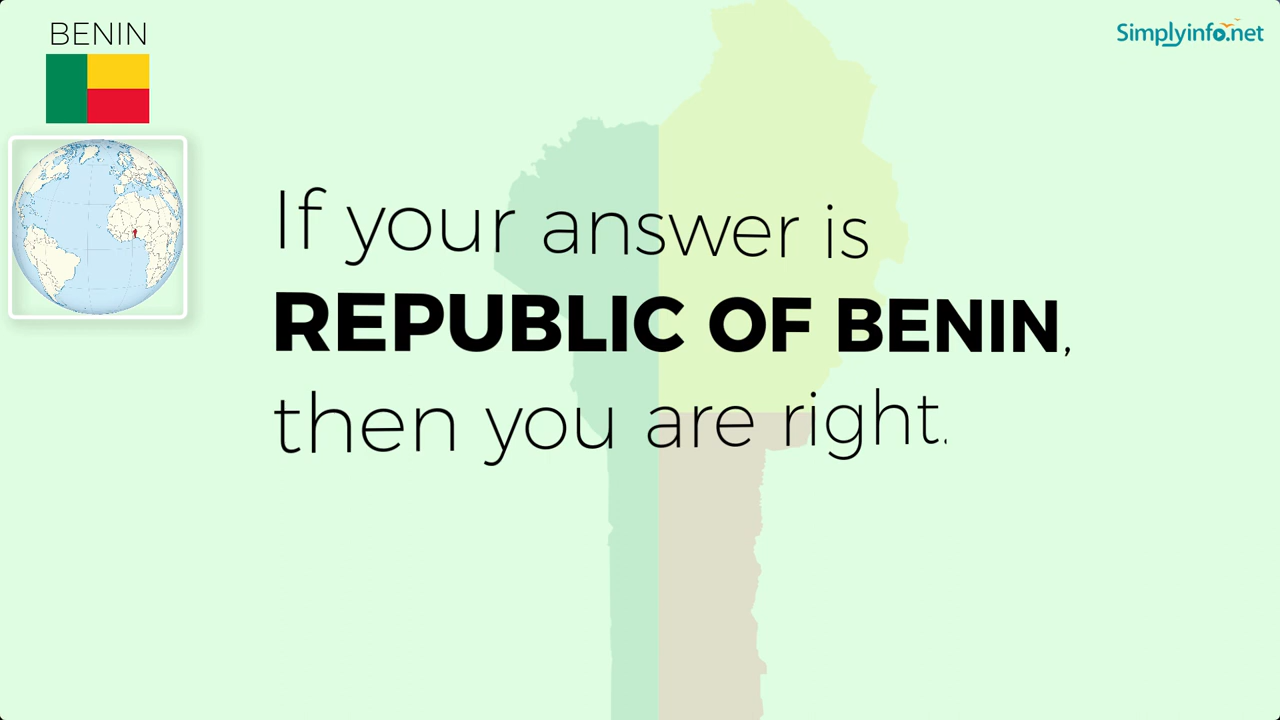 BENIN
Simplyinfo.net
If your answer is
REPUBLIC OF BENIN,
then you are right.